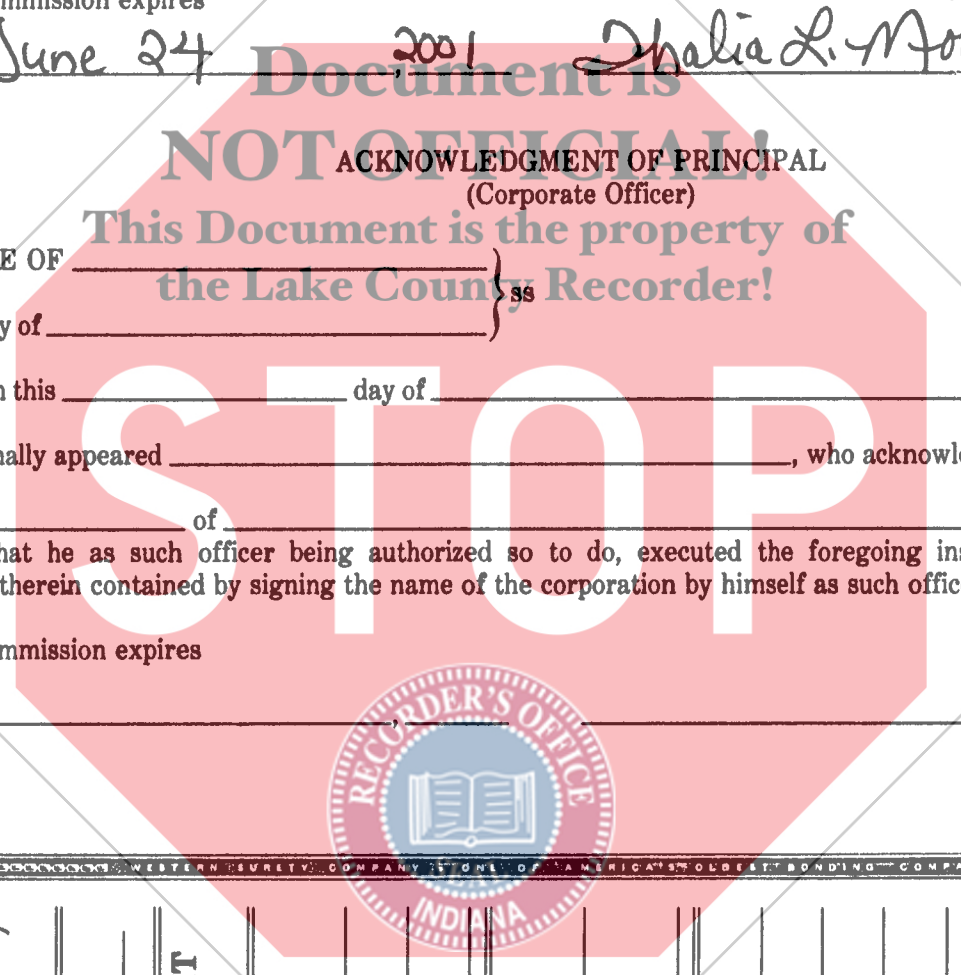 mmission expires
June 24, 2001 Thalia L. Mo
Document is
NOT OFFICIAL!
ACKNOWLEDGMENT OF PRINCIPAL
(Corporate Officer)
This Document is the property of
E OF
the Lake County Recorder!
ss
y of
n this day of
nally appeared , who acknowl
of
hat he as such officer being authorized so to do, executed the foregoing ins
therein contained by signing the name of the corporation by himself as such offic
STOP
mmission expires
,
RECORDER'S OFFICE
SEAL
INDIANA
WESTERN SURETY COMPANY • ONE OF AMERICA'S OLDEST BONDING COMPA
T